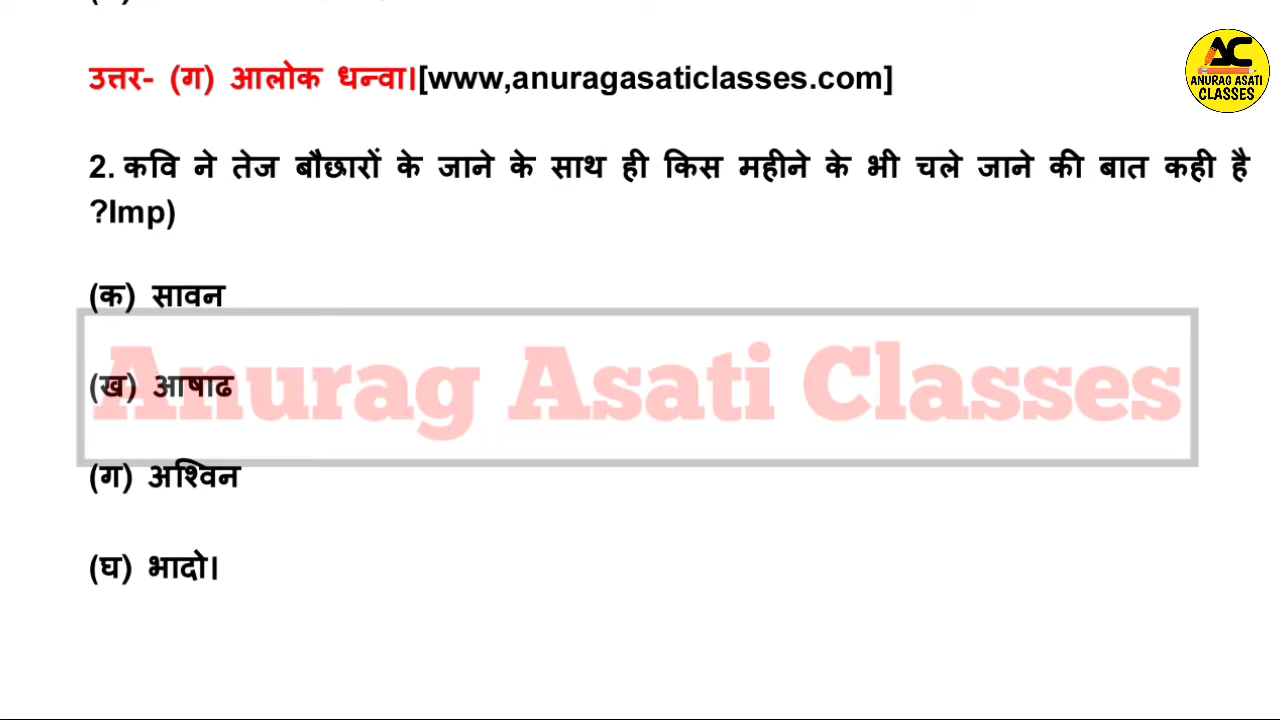 उत्तर- (ग) आलोक धन्वा।[www,anuragasaticlasses.com]
AC
ANURAG ASATI
CLASSES
2. कवि ने तेज बौछारों के जाने के साथ ही किस महीने के भी चले जाने की बात कही है
?Imp)
(क) सावन
Anurag Asati Classes
(ख) आषाढ
(ग) अश्विन
(घ) भादो।